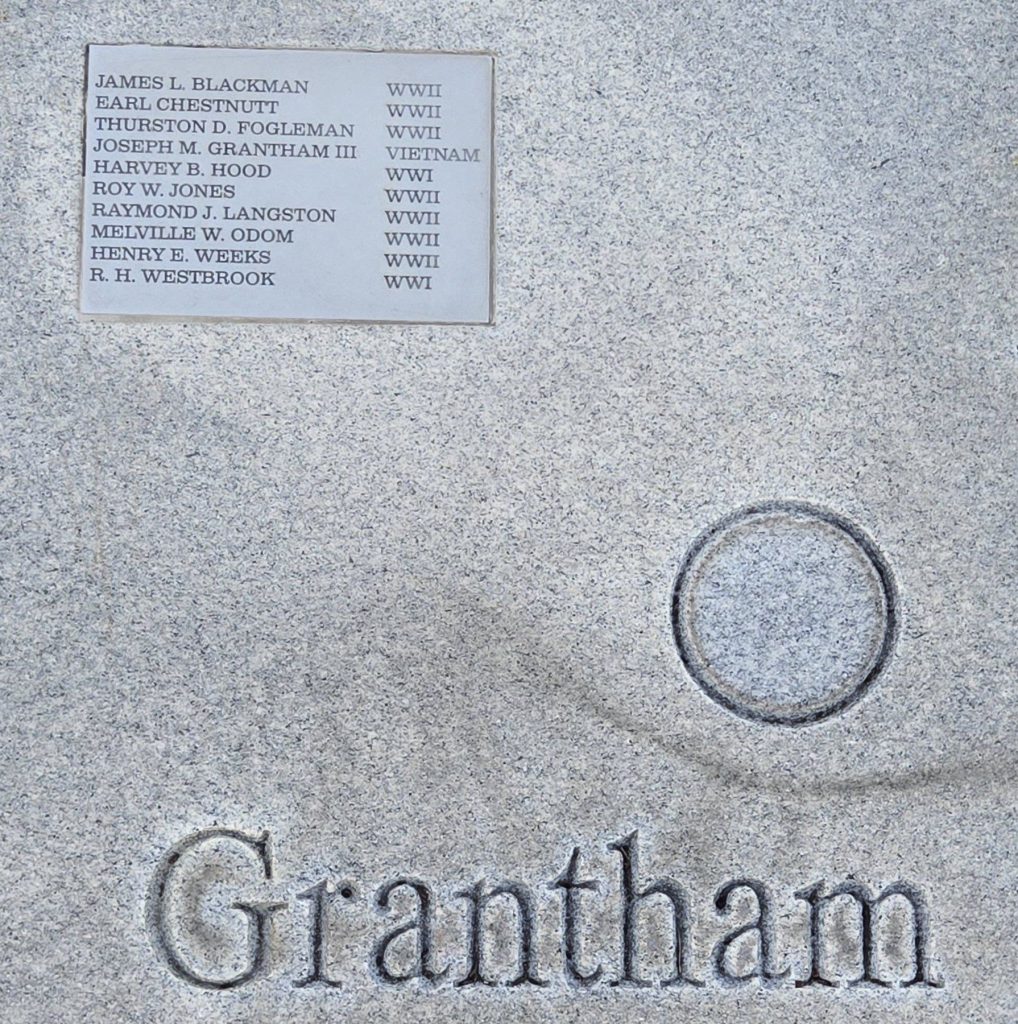 JAMES L. BLACKMAN WWII
EARL CHESTNUTT WWII
THURSTON D. FOGLEMAN WWII
JOSEPH M. GRANTHAM III VIETNAM
HARVEY B. HOOD WWI
ROY W. JONES WWII
RAYMOND J. LANGSTON WWII
MELVILLE W. ODOM WWII
HENRY E. WEEKS WWII
R. H. WESTBROOK WWI
Grantham